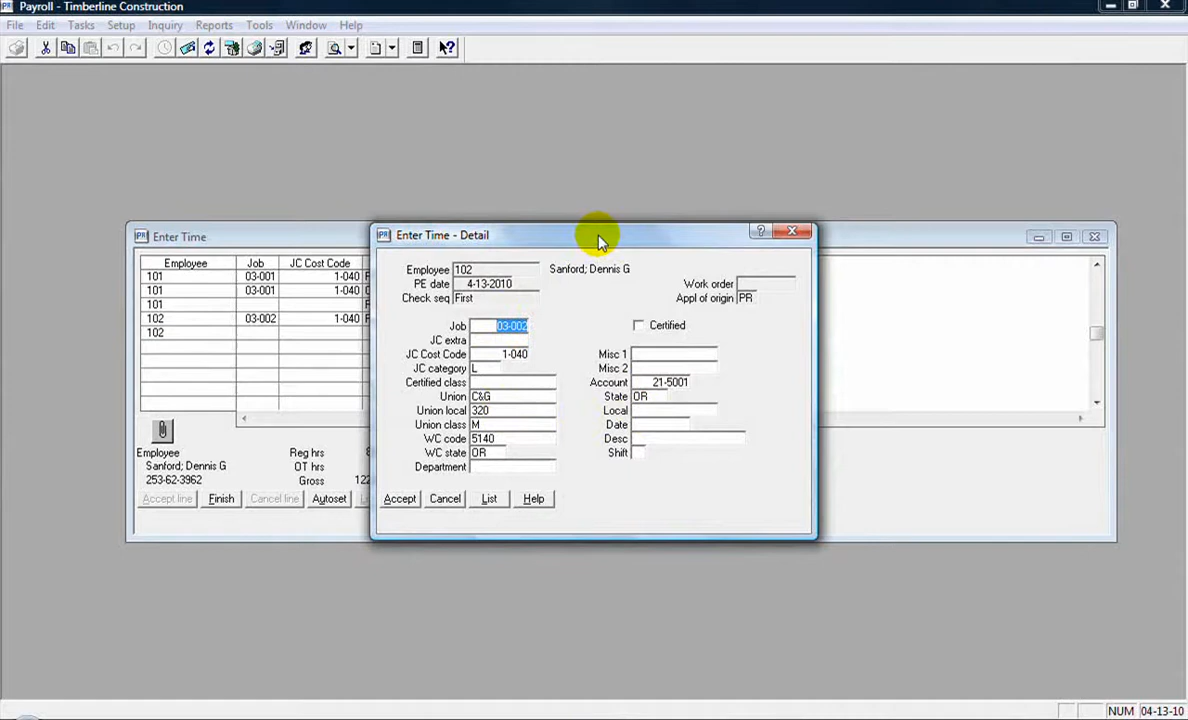 Payroll - Timberline Construction
File Edit Tasks Setup Inquiry Reports Tools Window Help
Enter Time
Employee Job JC Cost Code
101 03-001 1-040
101 03-001 1-040
101
102 03-002 1-040
102
Employee Reg hrs
Sanford; Dennis G OT hrs
253-62-3962 Gross 122
Accept line Finish Cancel line Autoset
Enter Time - Detail
Employee 102 Sanford; Dennis G
PE date 4-13-2010 Work order
Check seq First Appl of origin PR
Job 03-002 Certified
JC extra
JC Cost Code 1-040 Misc 1
JC category L Misc 2
Certified class Account 21-5001
Union C&G State OR
Union local 320 Local
Union class M Date
WC code 5140 Desc
WC state OR Shift
Department
Accept Cancel List Help
NUM 04-13-10